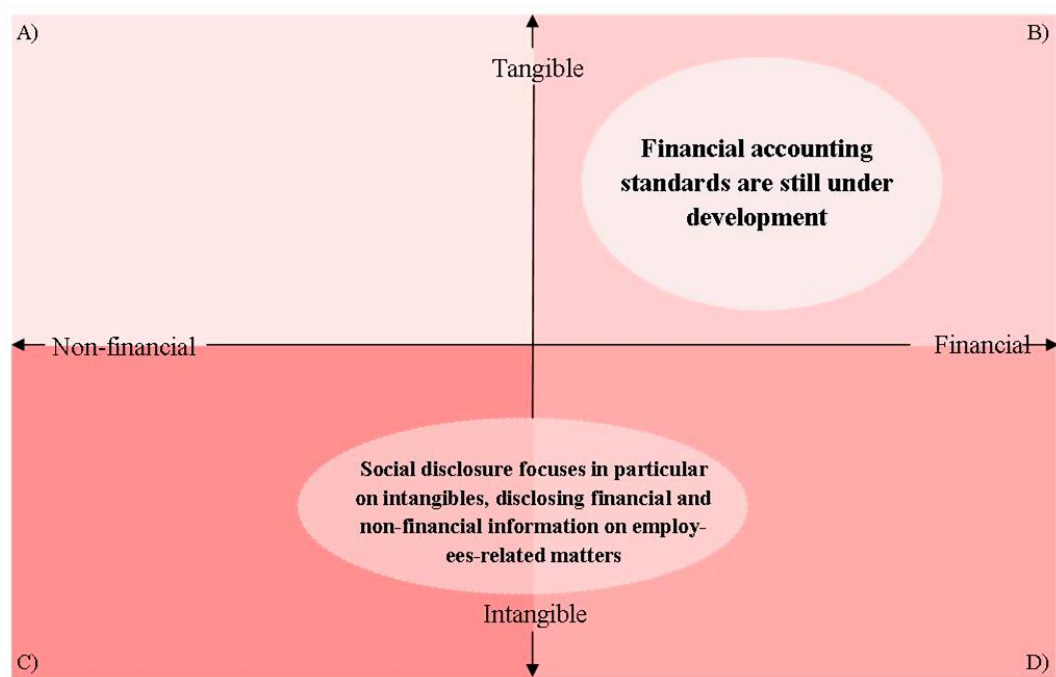 A)
B)
Tangible
Financial accounting
standards are still under
development
Non-financial
Financial
Social disclosure focuses in particular
on intangibles, disclosing financial and
non-financial information on employ-
ees-related matters
Intangible
C)
D)